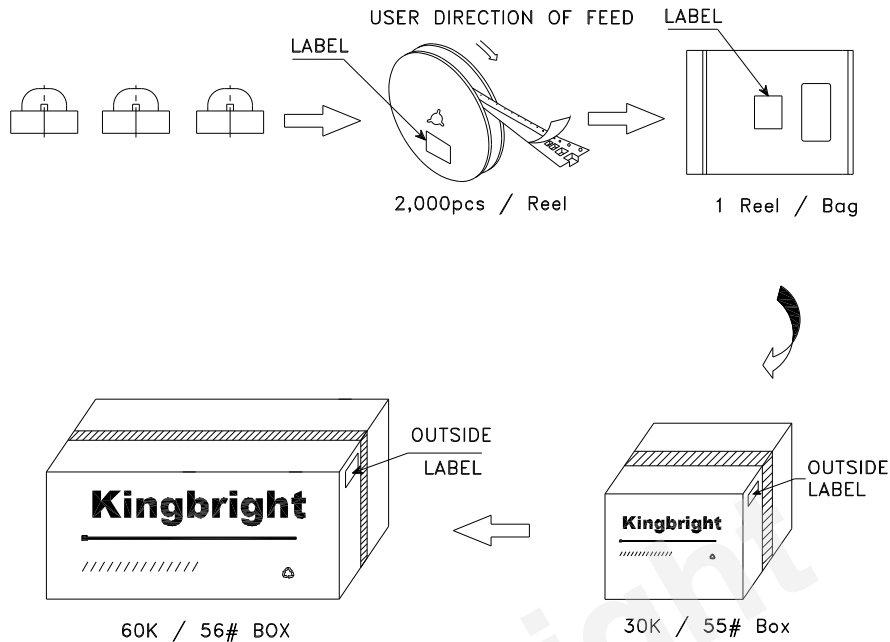 USER DIRECTION OF FEED
LABEL
LABEL
2,000pcs / Reel
1 Reel / Bag
OUTSIDE
LABEL
Kingbright
60K / 56# BOX
OUTSIDE
LABEL
Kingbright
30K / 55# Box